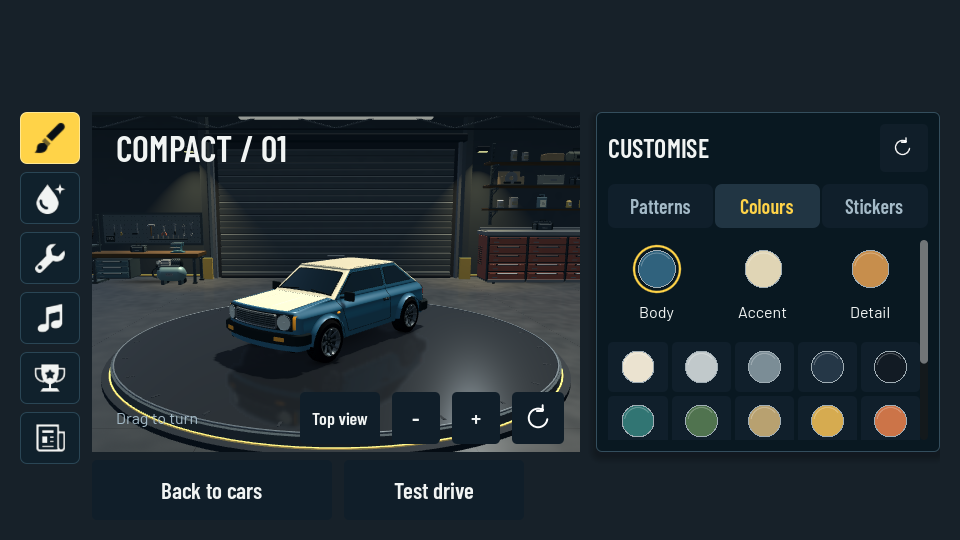 COMPACT / 01
Drag to turn
Top view
-
+
Back to cars
Test drive
CUSTOMISE
Patterns
Colours
Stickers
Body
Accent
Detail